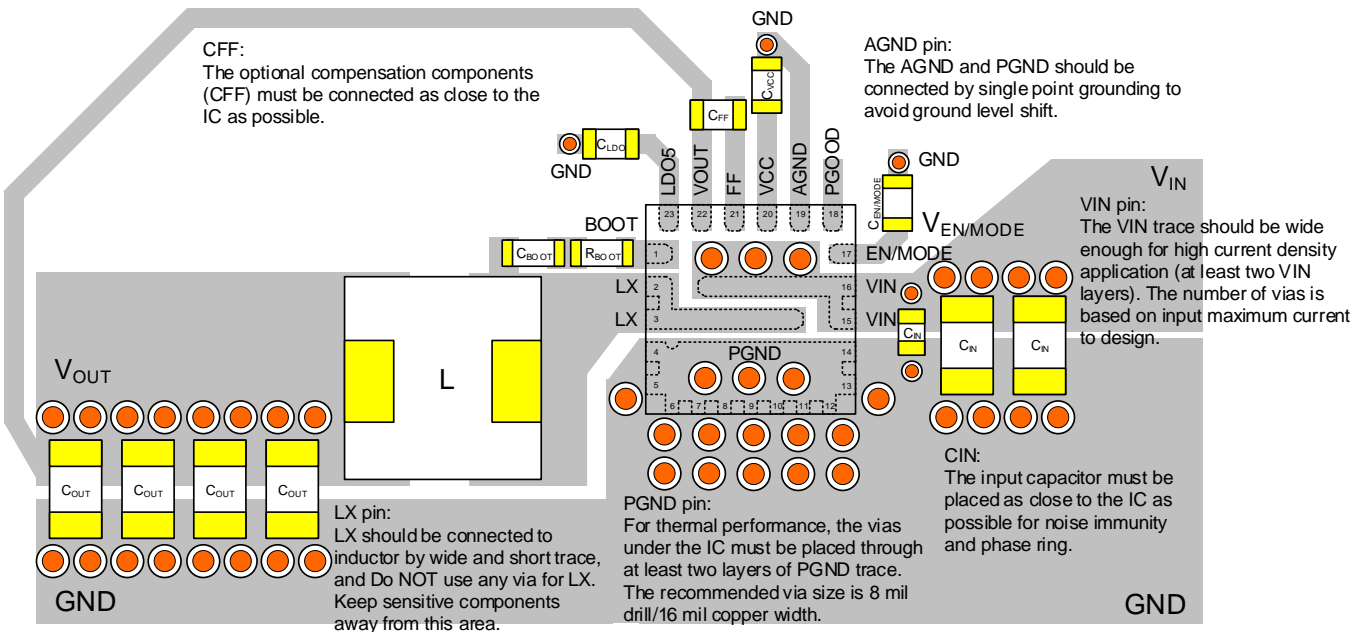 GND
CFF:
The optional compensation components
(CFF) must be connected as close to the
IC as possible.
AGND pin:
The AGND and PGND should be
connected by single point grounding to
avoid ground level shift.
CVCC
CFF
CLDO
GND
LDO5
VOUT
FF
VCC
AGND
PGOOD
GND
CEN/MODE
VIN
VIN pin:
The VIN trace should be wide
enough for high current density
application (at least two VIN
layers). The number of vias is
based on input maximum current
to design.
23 22 21 20 19 18
BOOT
VEN/MODE
CBOOT
RBOOT
1
17
EN/MODE
LX
2
16
VIN
LX
3
15
VIN
CIN
CIN
CIN
4
PGND
14
5
13
6 7 8 9 10 11 12
VOUT
L
COUT
COUT
COUT
COUT
CIN:
The input capacitor must be
placed as close to the IC as
possible for noise immunity
and phase ring.
LX pin:
LX should be connected to
inductor by wide and short trace,
and Do NOT use any via for LX.
Keep sensitive components
away from this area.
PGND pin:
For thermal performance, the vias
under the IC must be placed through
at least two layers of PGND trace.
The recommended via size is 8 mil
drill/16 mil copper width.
GND
GND